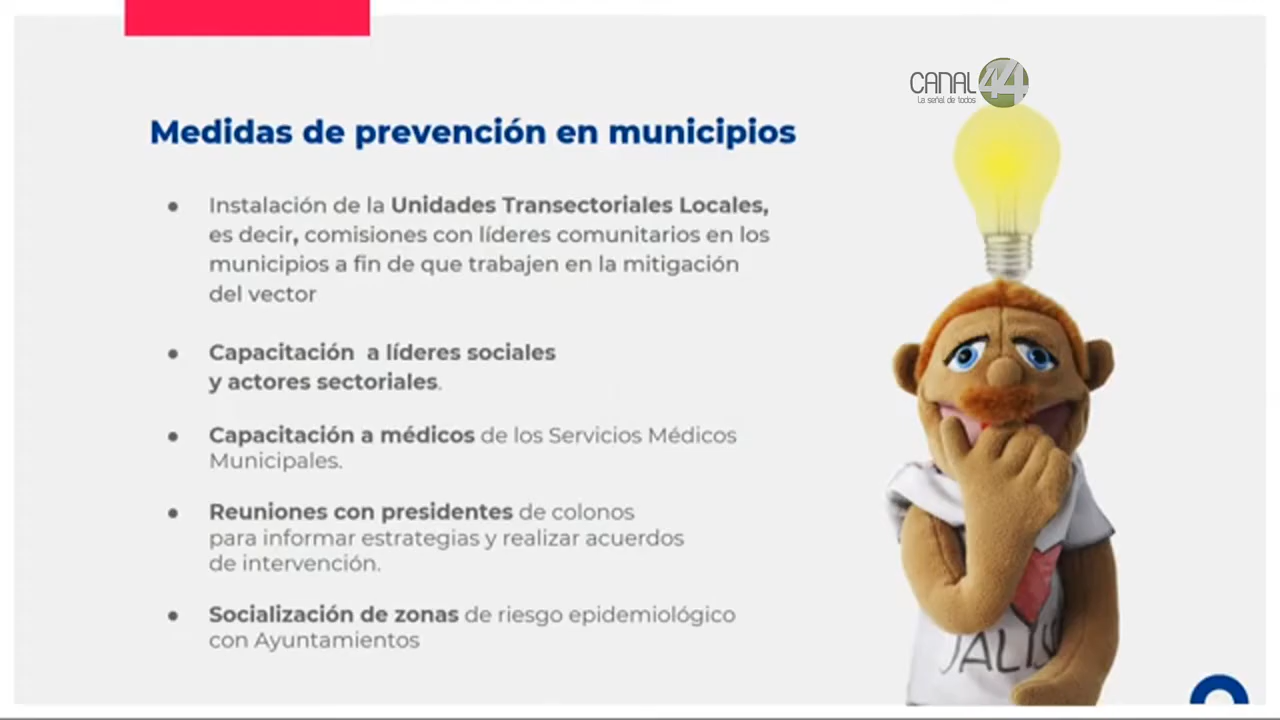 CANAL 44
La señal de todos
Medidas de prevención en municipios
● Instalación de la Unidades Transectoriales Locales,
es decir, comisiones con líderes comunitarios en los
municipios a fin de que trabajen en la mitigación
del vector
● Capacitación a líderes sociales
y actores sectoriales.
● Capacitación a médicos de los Servicios Médicos
Municipales.
● Reuniones con presidentes de colonos
para informar estrategias y realizar acuerdos
de intervención.
● Socialización de zonas de riesgo epidemiológico
con Ayuntamientos